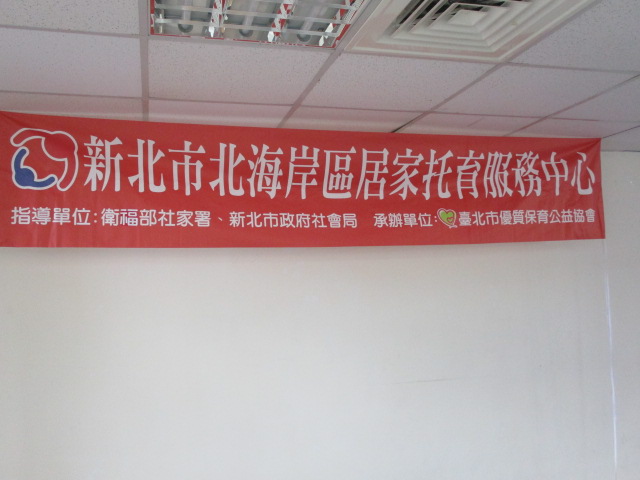 新北市北海岸區居家托育服務中心
指導單位:衛福部社家署、新北市政府社會局　承辦單位:臺北市優質保育公益協會